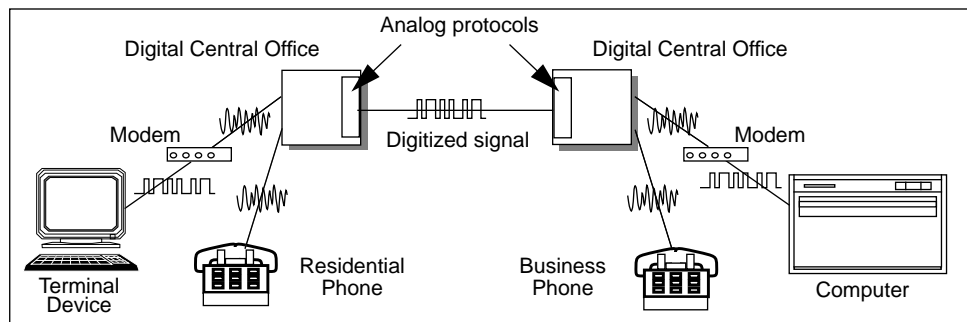 Analog protocols
Digital Central Office
Digital Central Office
Modem
Digitized signal
Modem
Terminal
Device
Residential
Phone
Business
Phone
Computer